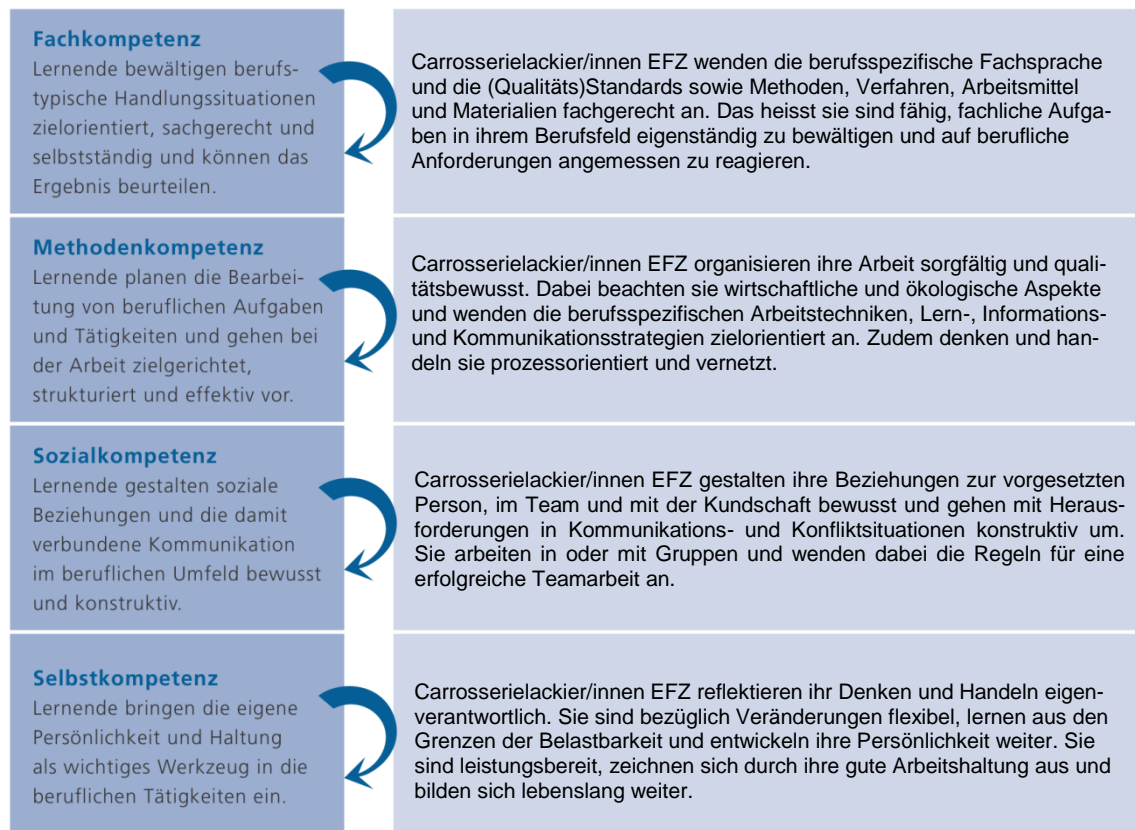 Fachkompetenz
Lernende bewältigen berufs-
typische Handlungssituationen
zielorientiert, sachgerecht und
selbstständig und können das
Ergebnis beurteilen.
Carrosserielackier/innen EFZ wenden die berufsspezifische Fachsprache
und die (Qualitäts)Standards sowie Methoden, Verfahren, Arbeitsmittel
und Materialien fachgerecht an. Das heisst sie sind fähig, fachliche Aufga-
ben in ihrem Berufsfeld eigenständig zu bewältigen und auf berufliche
Anforderungen angemessen zu reagieren.
Methodenkompetenz
Lernende planen die Bearbei-
tung von beruflichen Aufgaben
und Tätigkeiten und gehen bei
der Arbeit zielgerichtet,
strukturiert und effektiv vor.
Carrosserielackier/innen EFZ organisieren ihre Arbeit sorgfältig und quali-
tätsbewusst. Dabei beachten sie wirtschaftliche und ökologische Aspekte
und wenden die berufsspezifischen Arbeitstechniken, Lern-, Informations-
und Kommunikationsstrategien zielorientiert an. Zudem denken und han-
deln sie prozessorientiert und vernetzt.
Sozialkompetenz
Lernende gestalten soziale
Beziehungen und die damit
verbundene Kommunikation
im beruflichen Umfeld bewusst
und konstruktiv.
Carrosserielackier/innen EFZ gestalten ihre Beziehungen zur vorgesetzten
Person, im Team und mit der Kundschaft bewusst und gehen mit Heraus-
forderungen in Kommunikations- und Konfliktsituationen konstruktiv um.
Sie arbeiten in oder mit Gruppen und wenden dabei die Regeln für eine
erfolgreiche Teamarbeit an.
Selbstkompetenz
Lernende bringen die eigene
Persönlichkeit und Haltung
als wichtiges Werkzeug in die
beruflichen Tätigkeiten ein.
Carrosserielackier/innen EFZ reflektieren ihr Denken und Handeln eigen-
verantwortlich. Sie sind bezüglich Veränderungen flexibel, lernen aus den
Grenzen der Belastbarkeit und entwickeln ihre Persönlichkeit weiter. Sie
sind leistungsbereit, zeichnen sich durch ihre gute Arbeitshaltung aus und
bilden sich lebenslang weiter.